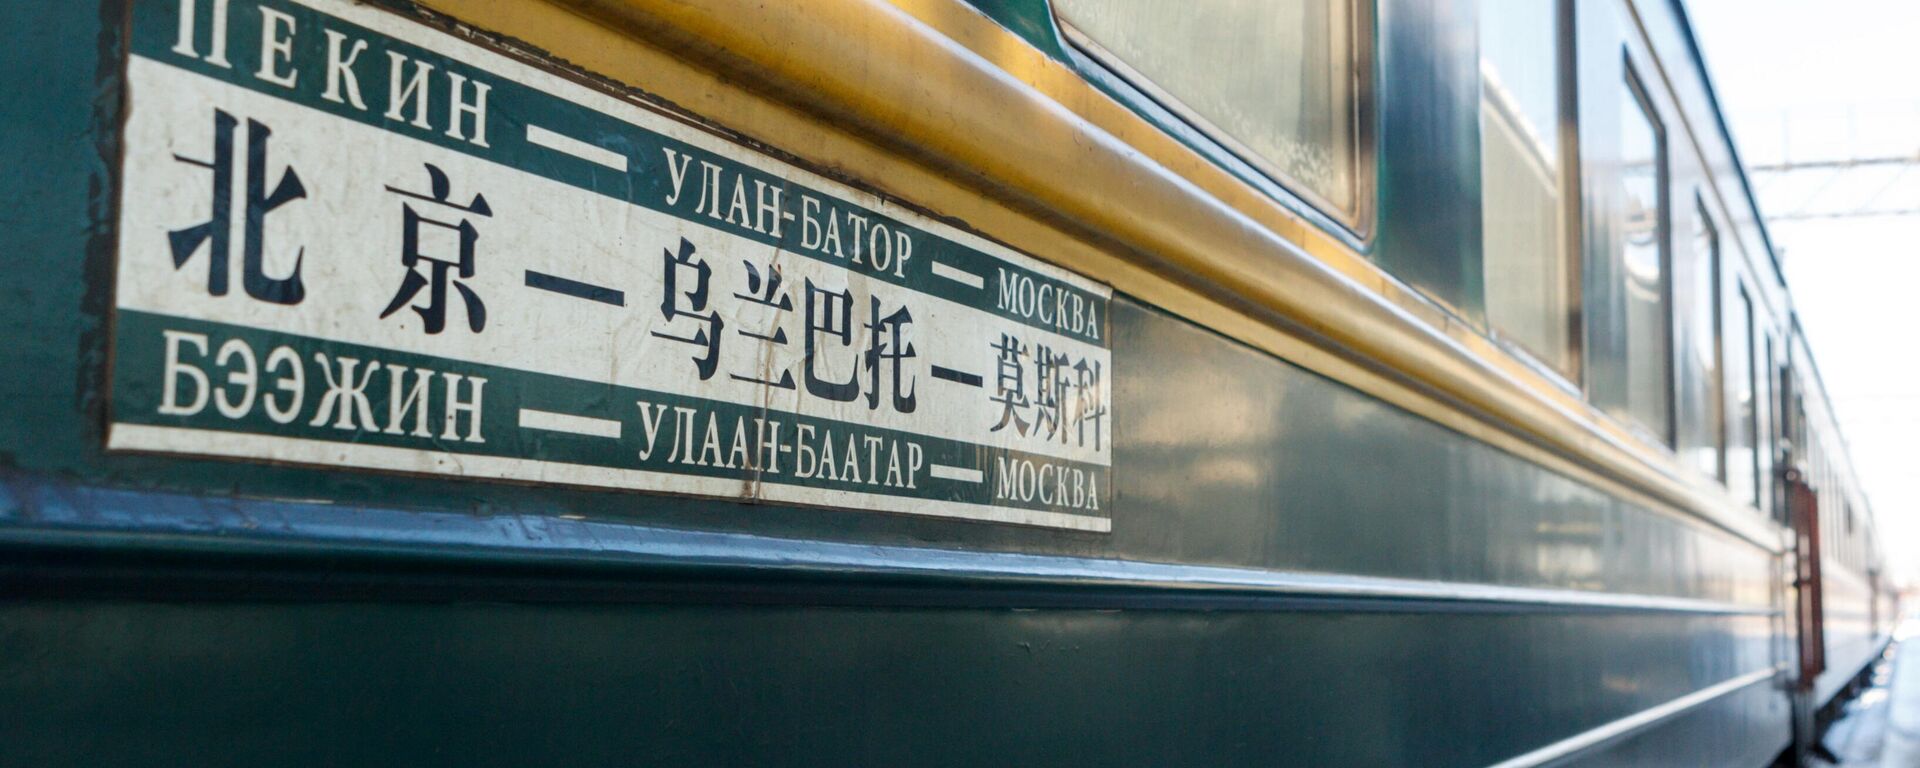 ПЕКИН — УЛАН-БАТОР — МОСКВА
北京—乌兰巴托—莫斯科
БЭЭЖИН — УЛААН-БААТАР — МОСКВА